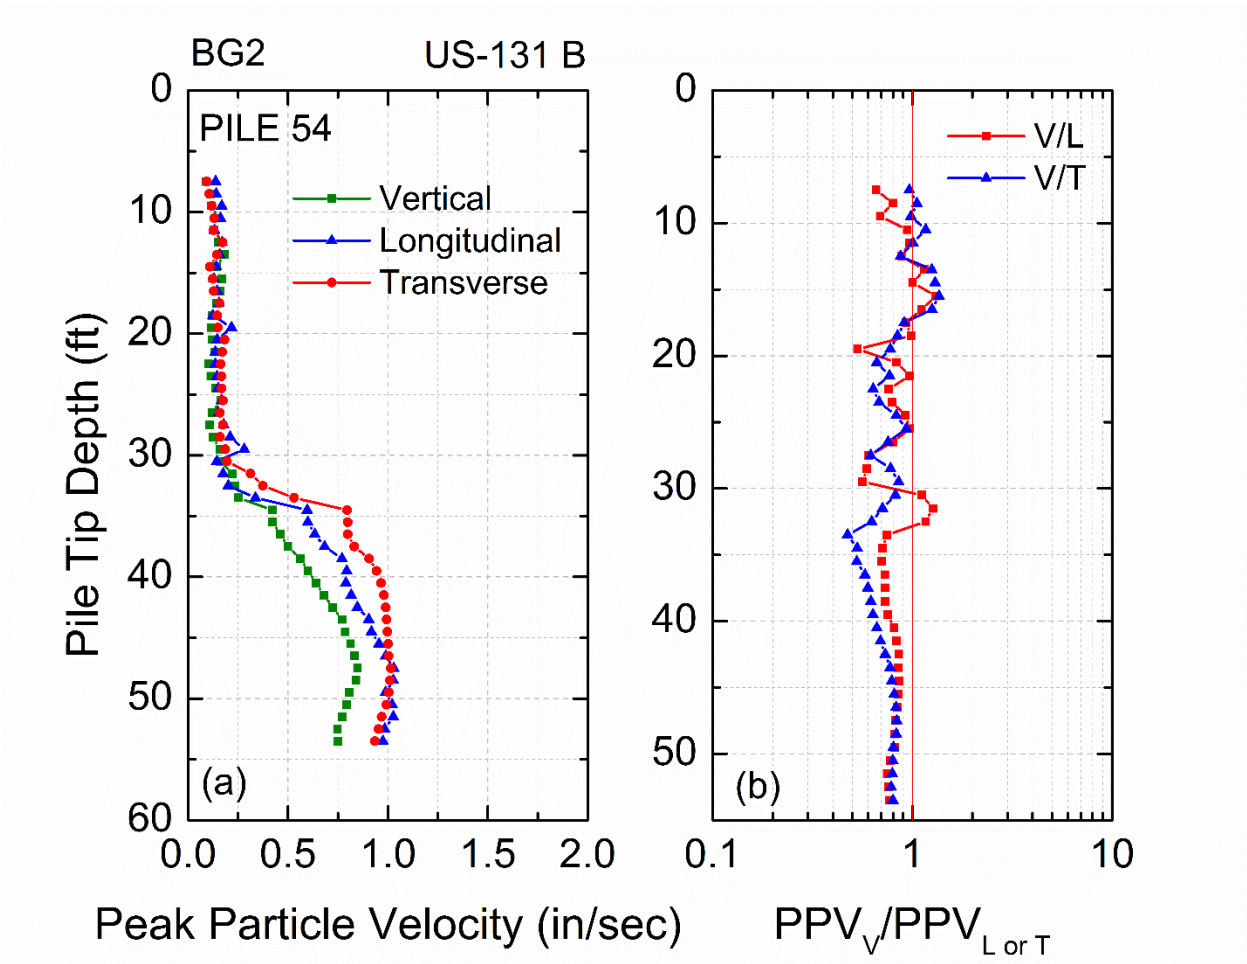 BG2 US-131 B
PILE 54
Vertical
Longitudinal
Transverse
0
10
20
30
40
50
60
Pile Tip Depth (ft)
(a)
0.0 0.5 1.0 1.5 2.0
Peak Particle Velocity (in/sec)
V/L
V/T
0
10
20
30
40
50
(b)
0.1 1 10
PPV_V/PPV_L or T